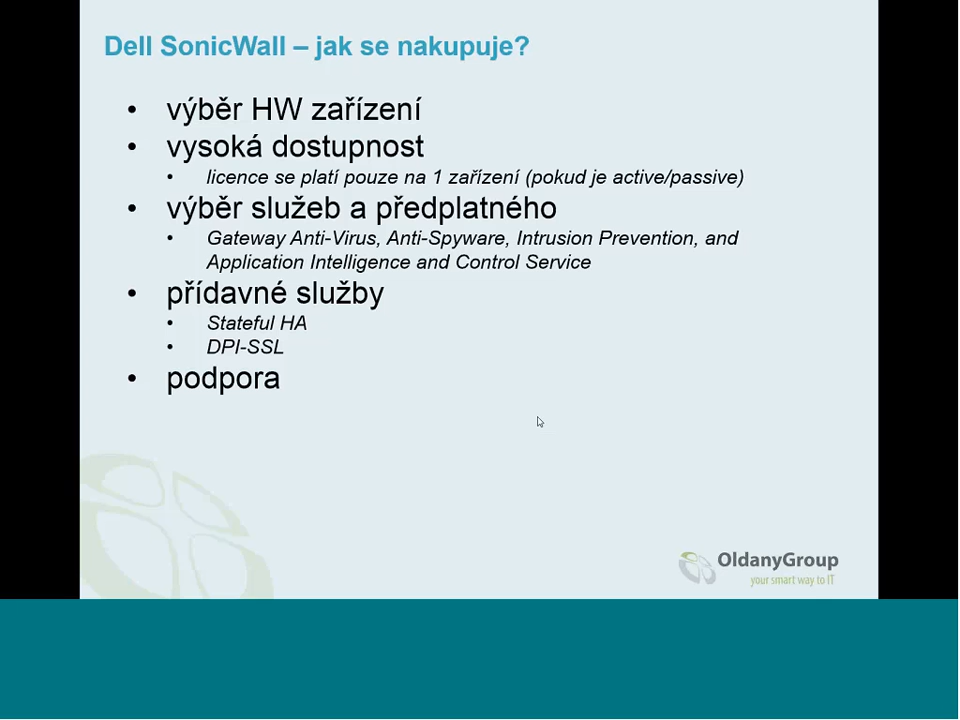 Dell SonicWall – jak se nakupuje?
• výběr HW zařízení
• vysoká dostupnost
• licence se platí pouze na 1 zařízení (pokud je active/passive)
• výběr služeb a předplatného
• Gateway Anti-Virus, Anti-Spyware, Intrusion Prevention, and
Application Intelligence and Control Service
• přídavné služby
• Stateful HA
• DPI-SSL
• podpora
OldanyGroup
your smart way to IT